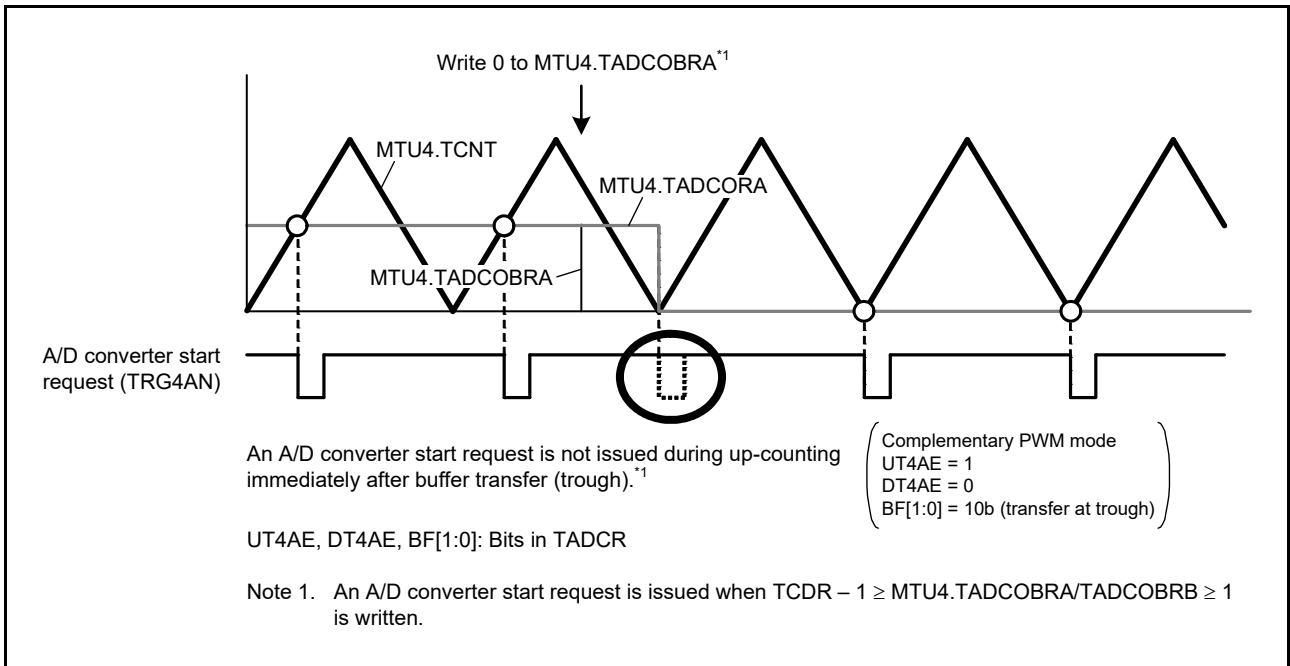 Write 0 to MTU4.TADCOBRA*1
MTU4.TCNT
MTU4.TADCORA
MTU4.TADCOBRA
A/D converter start
request (TRG4AN)
An A/D converter start request is not issued during up-counting
immediately after buffer transfer (trough).*1
Complementary PWM mode
UT4AE = 1
DT4AE = 0
BF[1:0] = 10b (transfer at trough)
UT4AE, DT4AE, BF[1:0]: Bits in TADCR
Note 1. An A/D converter start request is issued when TCDR – 1 ≥ MTU4.TADCOBRA/TADCOBRB ≥ 1
is written.